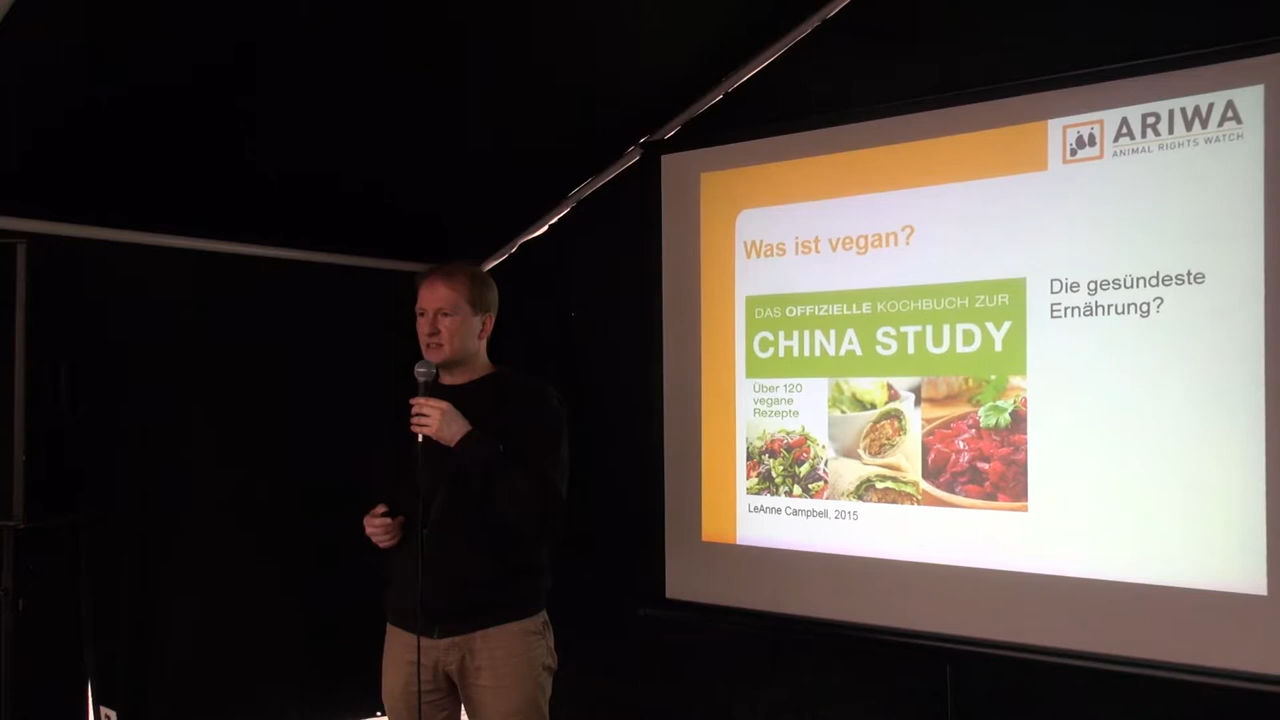 ARIWA
ANIMAL RIGHTS WATCH
Was ist vegan?
DAS OFFIZIELLE KOCHBUCH ZUR
CHINA STUDY
Über 120
vegane
Rezepte
LeAnne Campbell, 2015
Die gesündeste
Ernährung?